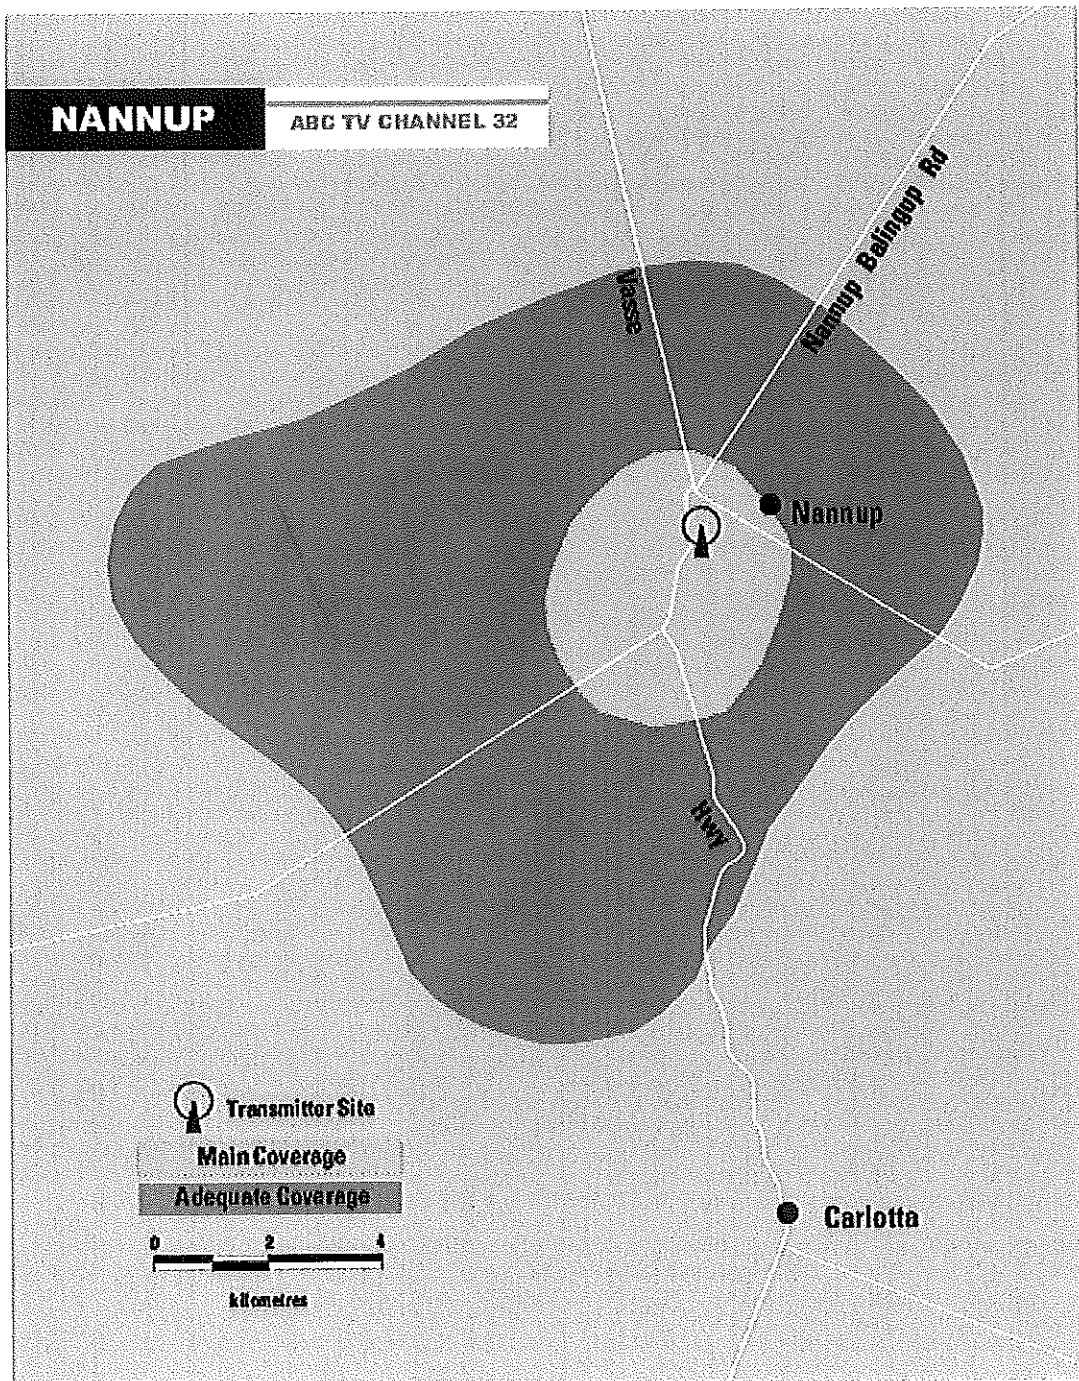 NANNUP
ABC TV CHANNEL 32
Nannup Balingup Rd
Vasse
Nannup
Hwy
Transmitter Site
Main Coverage
Adequate Coverage
0 2 4
kilometres
Carlotta